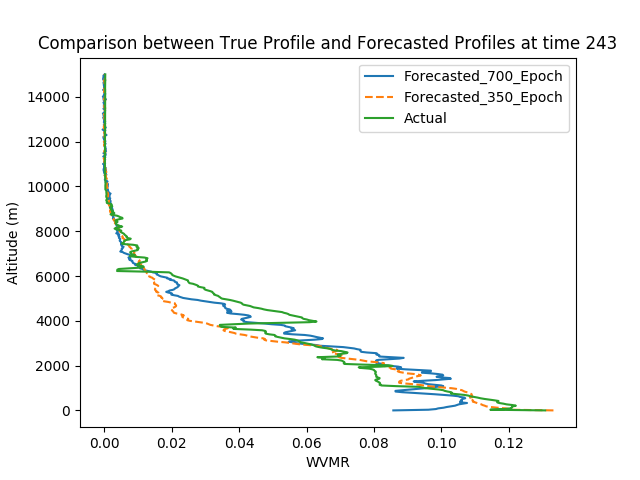 Comparison between True Profile and Forecasted Profiles at time 243
Forecasted_700_Epoch
Forecasted_350_Epoch
Actual
Altitude (m)
14000
12000
10000
8000
6000
4000
2000
0
0.00 0.02 0.04 0.06 0.08 0.10 0.12
WVMR